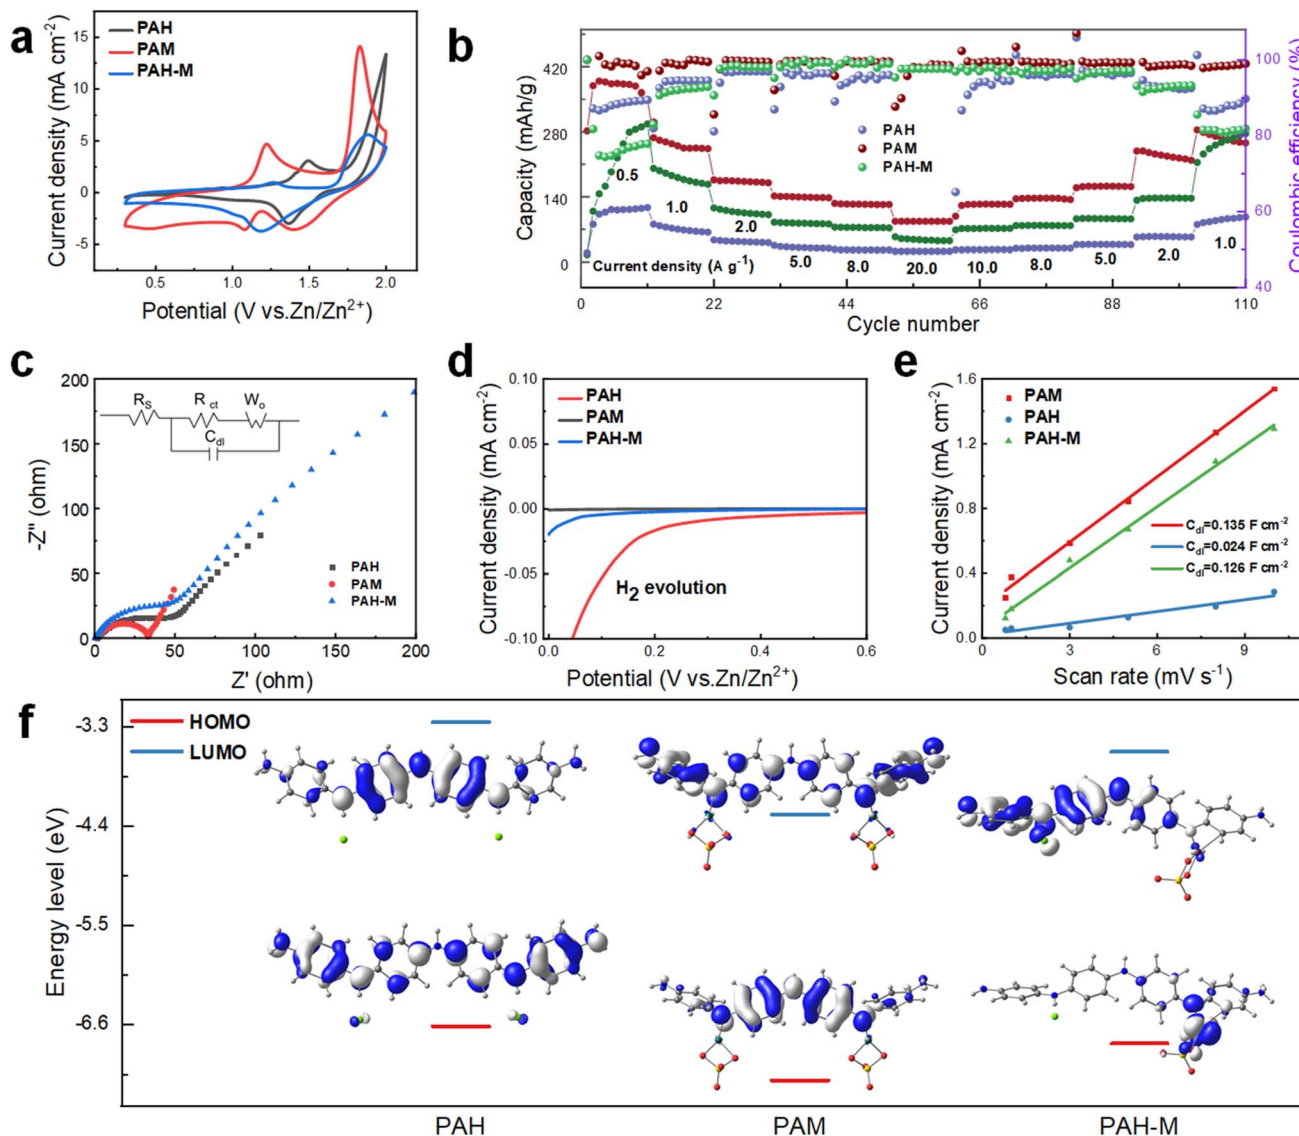 a
PAH
PAM
PAH-M
Current density (mA cm-2)
15
10
5
0
-5
0.5
1.0
1.5
2.0
Potential (V vs.Zn/Zn2+)
b
Capacity (mAh/g)
420
280
140
0
PAH
PAM
PAH-M
0.5
1.0
2.0
5.0
8.0
20.0
10.0
8.0
5.0
2.0
1.0
Current density (A g-1)
0
22
44
66
88
110
Cycle number
100
80
60
40
Coulombic efficiency (%)
c
-Z'' (ohm)
200
150
100
50
0
RS
R ct
Wo
Cdl
PAH
PAM
PAH-M
0
50
100
150
200
Z' (ohm)
d
Current density (mA cm-2)
0.10
0.05
0.00
-0.05
-0.10
PAH
PAM
PAH-M
H2 evolution
0.0
0.2
0.4
0.6
Potential (V vs.Zn/Zn2+)
e
Current density (mA cm-2)
1.6
1.2
0.8
0.4
0.0
PAM
PAH
PAH-M
Cdl=0.135 F cm-2
Cdl=0.024 F cm-2
Cdl=0.126 F cm-2
0
3
6
9
Scan rate (mV s-1)
f
Energy level (eV)
-3.3
-4.4
-5.5
-6.6
HOMO
LUMO
PAH
PAM
PAH-M